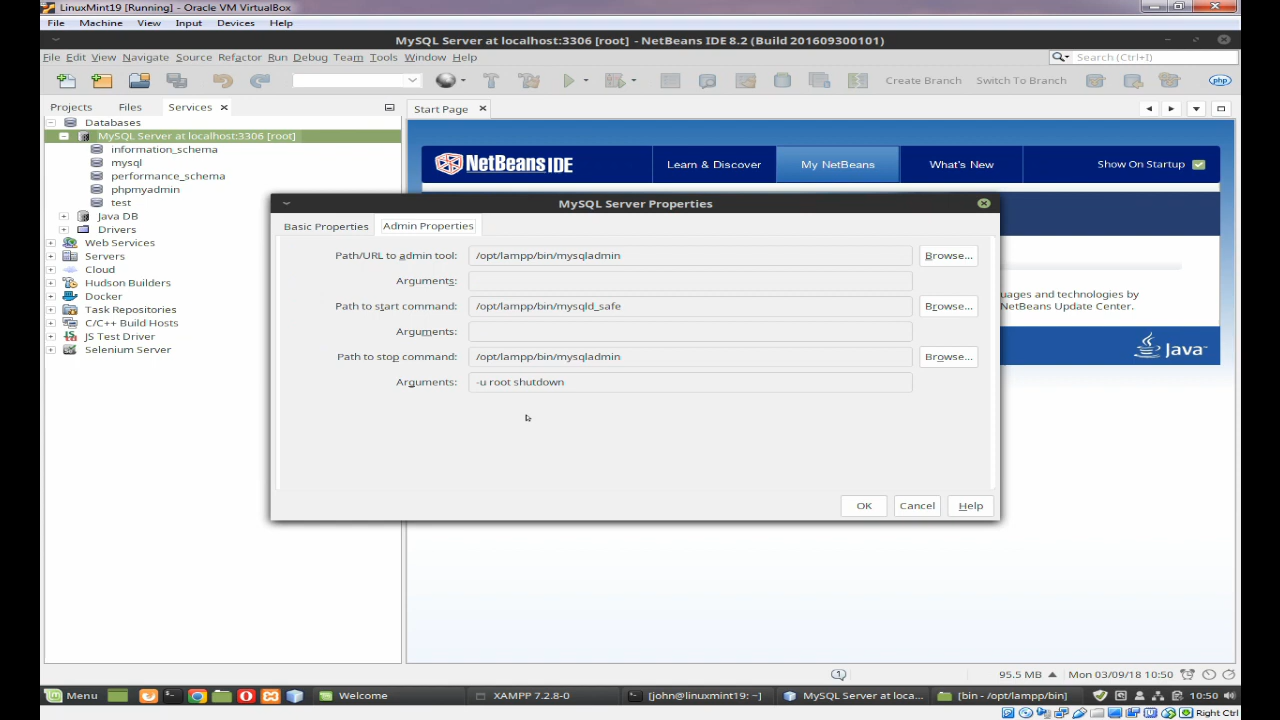 LinuxMint19 [Running] - Oracle VM VirtualBox
File Machine View Input Devices Help
MySQL Server at localhost:3306 [root] - NetBeans IDE 8.2 (Build 201609300101)
File Edit View Navigate Source Refactor Run Debug Team Tools Window Help
Search (Ctrl+I)
Create Branch Switch To Branch php
Projects Files Services
Start Page
Databases
MySQL Server at localhost:3306 [root]
information_schema
mysql
performance_schema
phpmyadmin
test
Java DB
Drivers
Web Services
Servers
Cloud
Hudson Builders
Docker
Task Repositories
C/C++ Build Hosts
JS Test Driver
Selenium Server
NetBeans IDE
Learn & Discover My NetBeans What's New Show On Startup
MySQL Server Properties
Basic Properties Admin Properties
Path/URL to admin tool: /opt/lampp/bin/mysqladmin Browse...
Arguments:
Path to start command: /opt/lampp/bin/mysqld_safe Browse...
Arguments:
Path to stop command: /opt/lampp/bin/mysqladmin Browse...
Arguments: -u root shutdown
OK Cancel Help
uages and technologies by
NetBeans Update Center.
Java
1 95.5 MB Mon 03/09/18 10:50
Menu Welcome XAMPP 7.2.8-0 [john@linuxmint19: ~] MySQL Server at loca... [bin - /opt/lampp/bin] 10:50
Right Ctrl